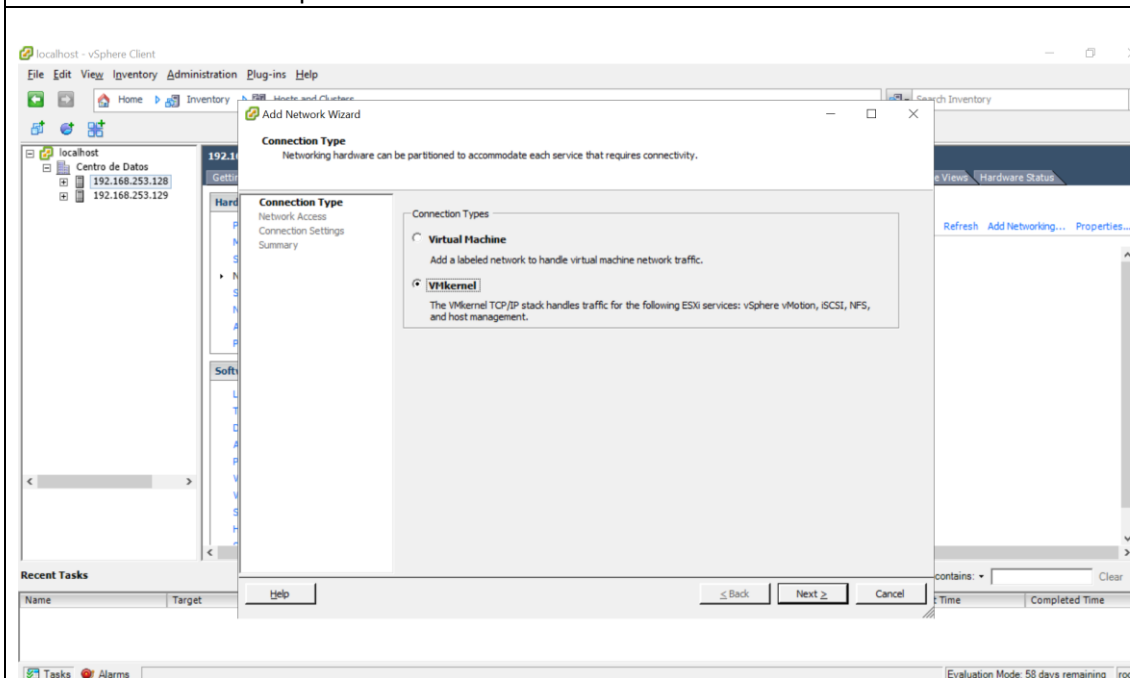 localhost - vSphere Client
File Edit View Inventory Administration Plug-ins Help
Home Inventory Hosts and Clusters
Search Inventory
localhost
Centro de Datos
192.168.253.128
192.168.253.129
Add Network Wizard
Connection Type
Networking hardware can be partitioned to accommodate each service that requires connectivity.
Connection Type
Network Access
Connection Settings
Summary
Connection Types
Virtual Machine
Add a labeled network to handle virtual machine network traffic.
VMkernel
The VMkernel TCP/IP stack handles traffic for the following ESXi services: vSphere vMotion, iSCSI, NFS,
and host management.
Help
< Back Next > Cancel
Hardware Status
Refresh Add Networking... Properties...
Recent Tasks
contains: Clear
Name Target Time Completed Time
Tasks Alarms
Evaluation Mode: 58 days remaining